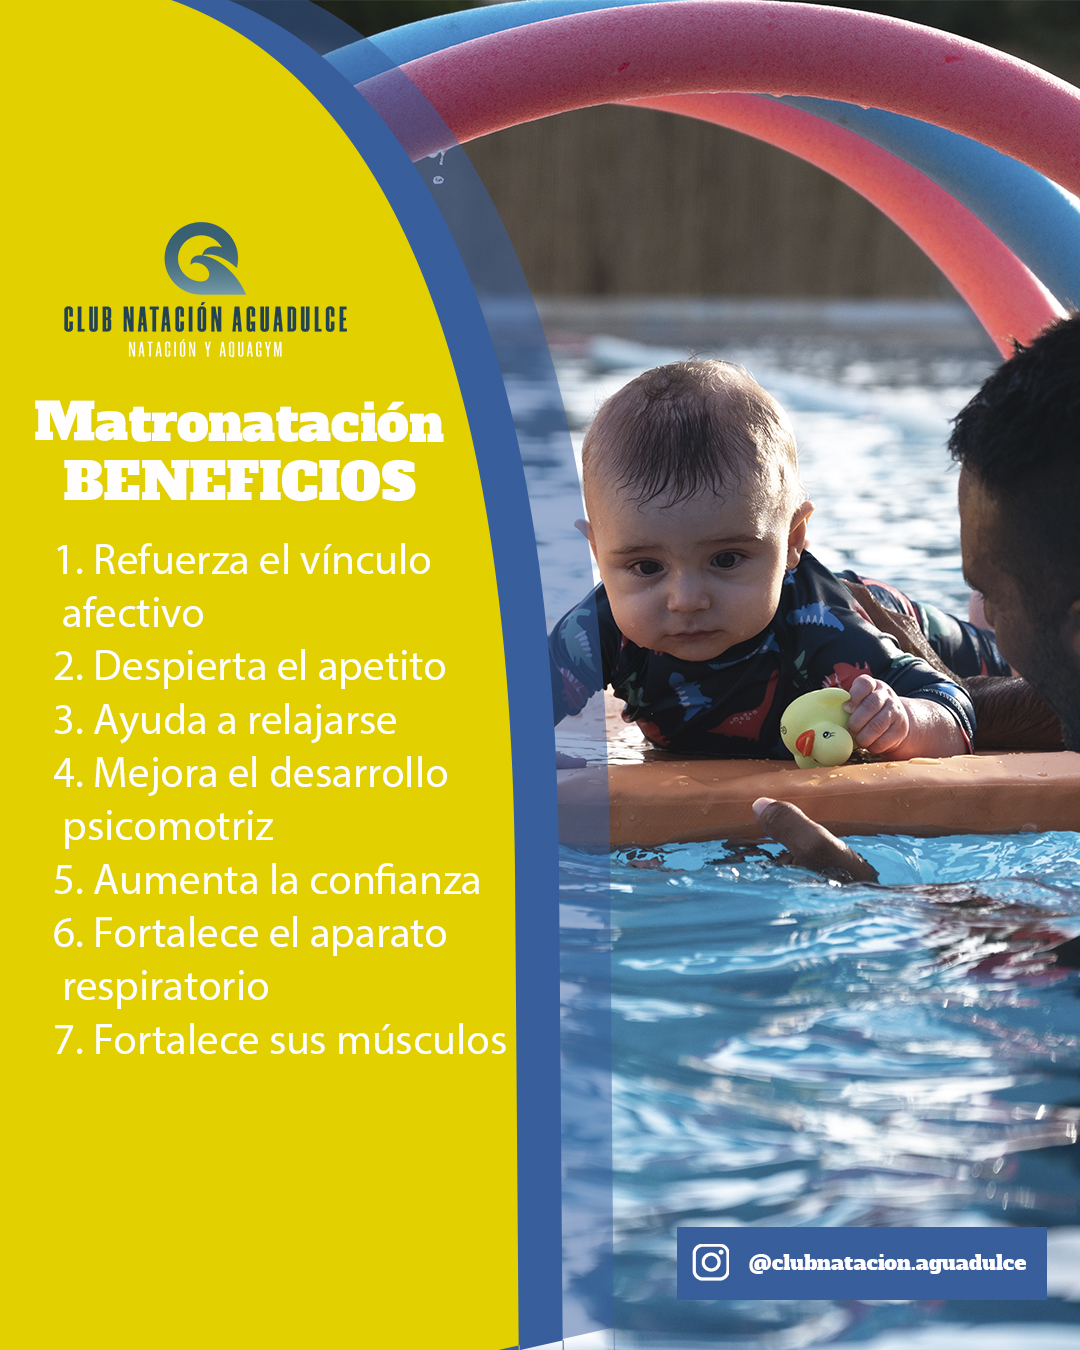 CLUB NATACIÓN AGUADULCE
NATACIÓN Y AQUAGYM
Matronatación
BENEFICIOS
1. Refuerza el vínculo
afectivo
2. Despierta el apetito
3. Ayuda a relajarse
4. Mejora el desarrollo
psicomotriz
5. Aumenta la confianza
6. Fortalece el aparato
respiratorio
7. Fortalece sus músculos
@clubnatacion.aguadulce